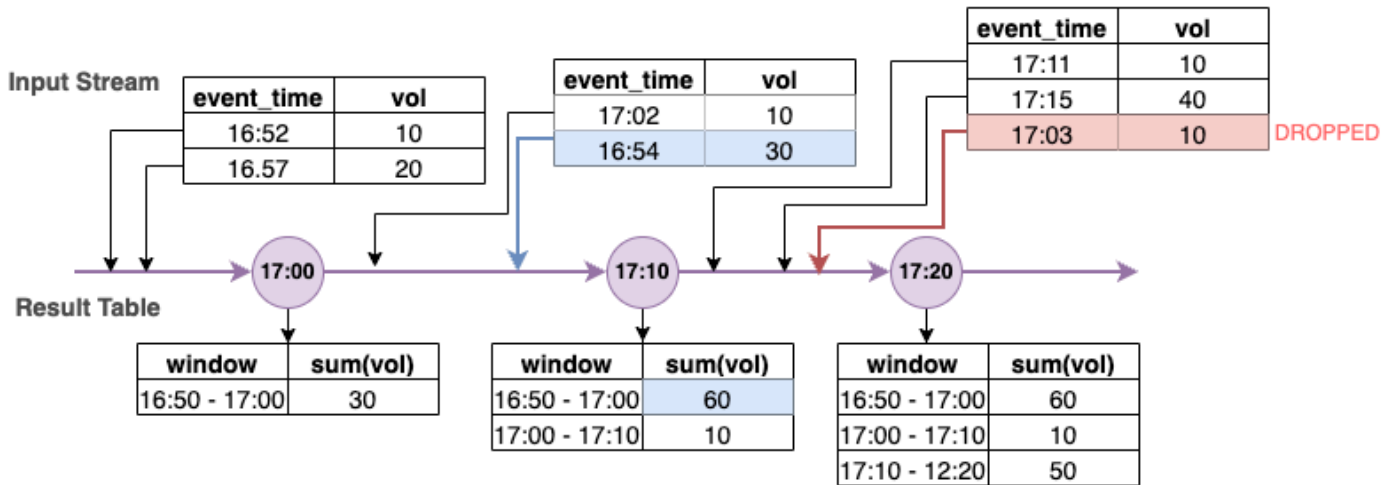 Input Stream
event_time vol
16:52 10
16.57 20
event_time vol
17:02 10
16:54 30
event_time vol
17:11 10
17:15 40
17:03 10
DROPPED
17:00
17:10
17:20
Result Table
window sum(vol)
16:50 - 17:00 30
window sum(vol)
16:50 - 17:00 60
17:00 - 17:10 10
window sum(vol)
16:50 - 17:00 60
17:00 - 17:10 10
17:10 - 12:20 50